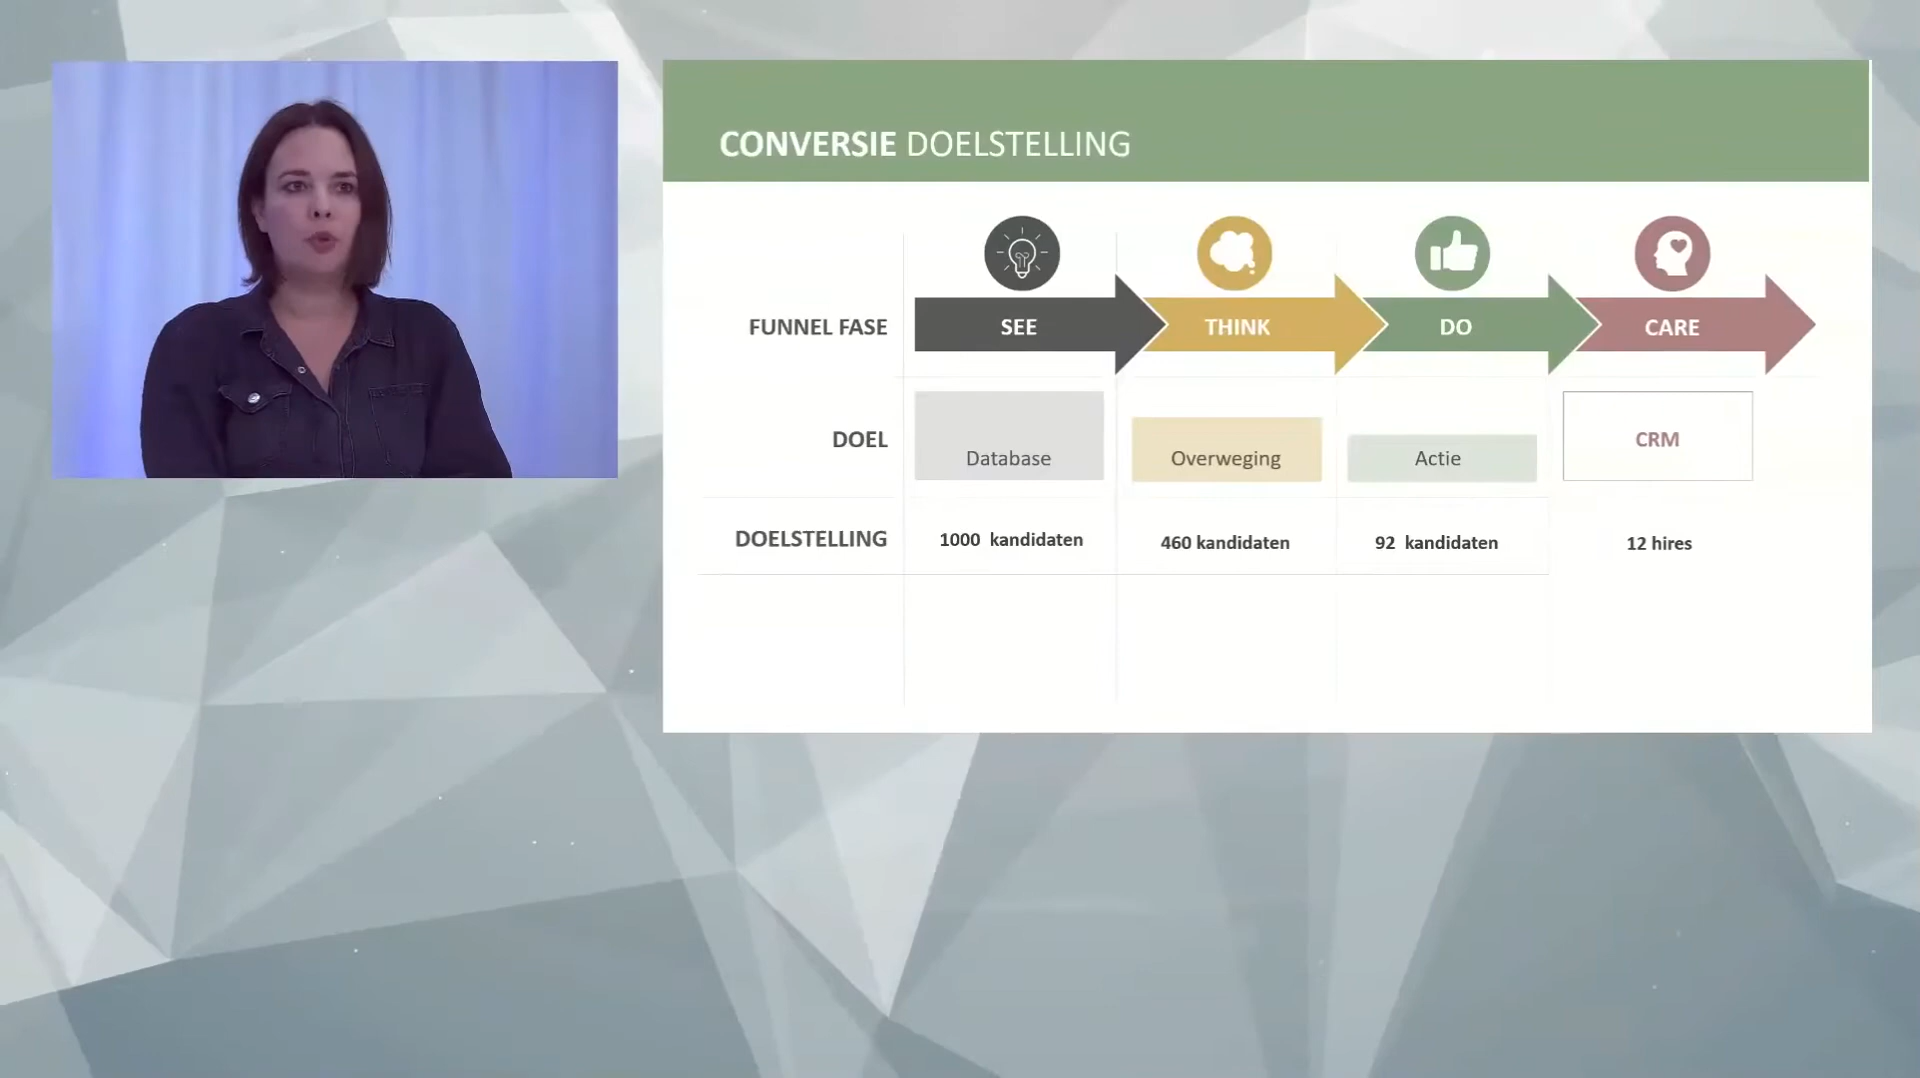 CONVERSIE DOELSTELLING
FUNNEL FASE SEE THINK DO CARE
DOEL Database Overweging Actie CRM
DOELSTELLING 1000 kandidaten 460 kandidaten 92 kandidaten 12 hires